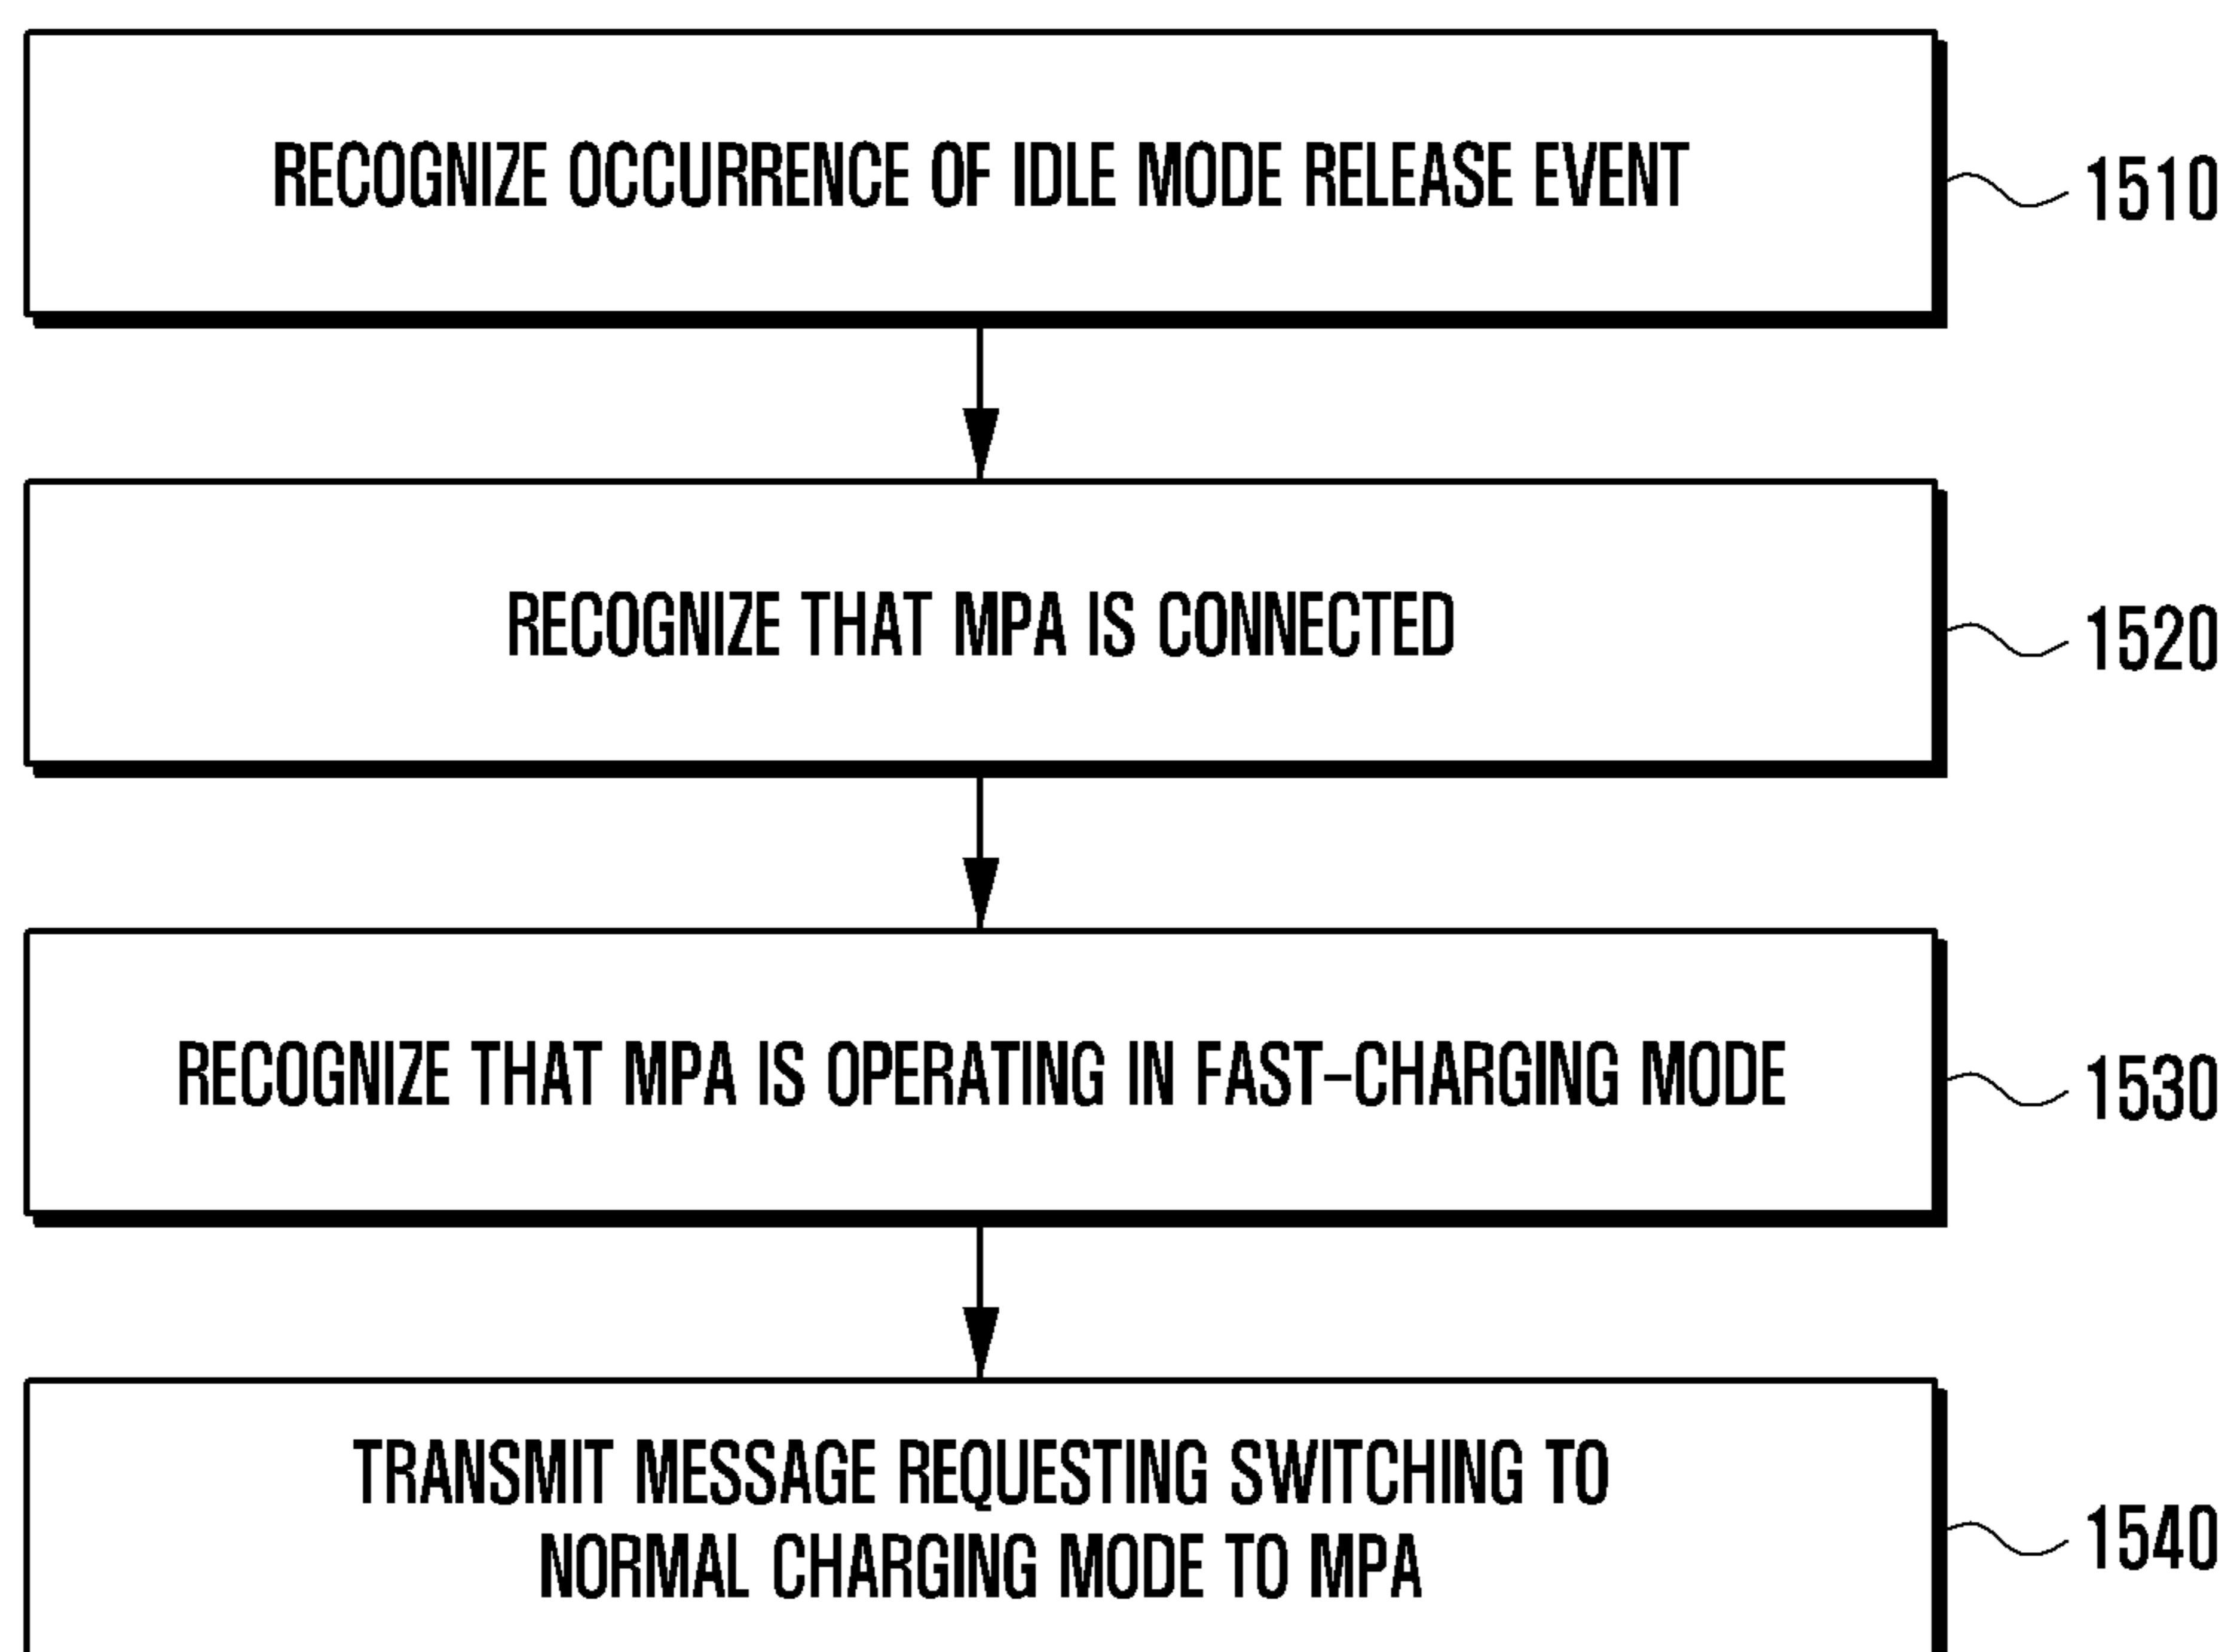 RECOGNIZE OCCURRENCE OF IDLE MODE RELEASE EVENT
1510
RECOGNIZE THAT MPA IS CONNECTED
1520
RECOGNIZE THAT MPA IS OPERATING IN FAST-CHARGING MODE
1530
TRANSMIT MESSAGE REQUESTING SWITCHING TO
NORMAL CHARGING MODE TO MPA
1540